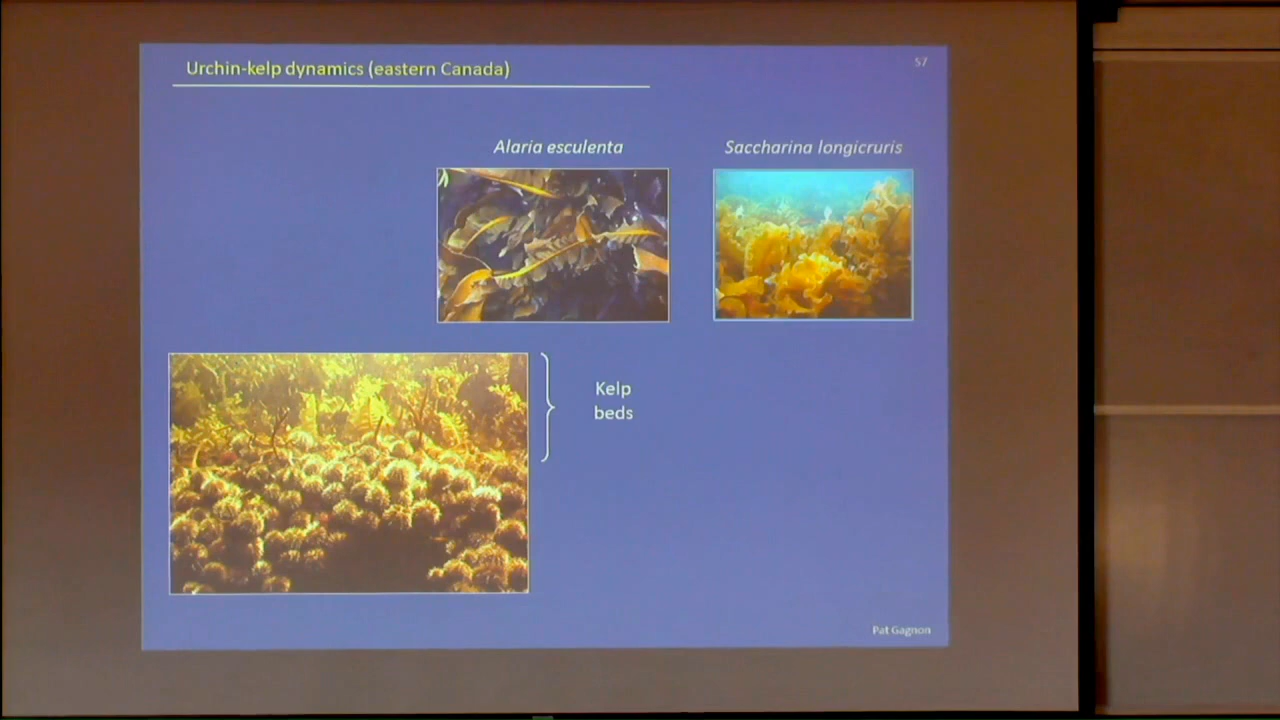 Urchin-kelp dynamics (eastern Canada)
57
Alaria esculenta
Saccharina longicruris
Kelp
beds
Pat Gagnon